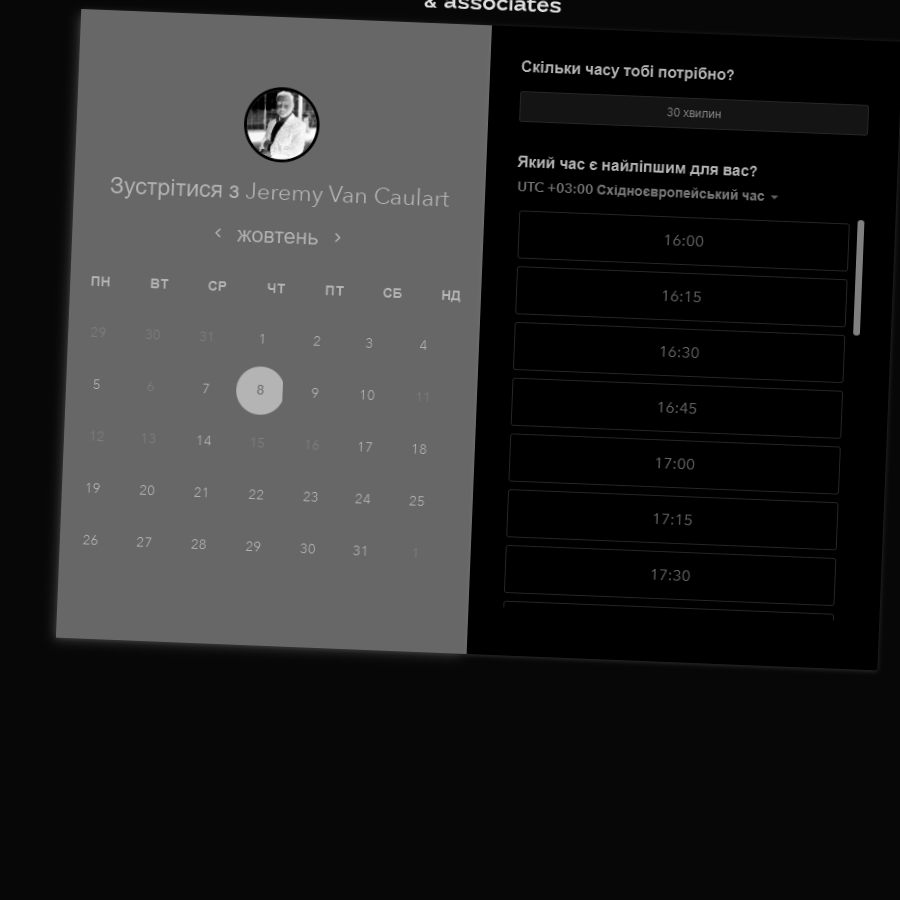 & associates
Зустрітися з Jeremy Van Caulart
жовтень
ПН ВТ СР ЧТ ПТ СБ НД
29 30 31 1 2 3 4
5 6 7 8 9 10 11
12 13 14 15 16 17 18
19 20 21 22 23 24 25
26 27 28 29 30 31 1
Скільки часу тобі потрібно?
30 хвилин
Який час є найліпшим для вас?
UTC +03:00 Східноєвропейський час
16:00
16:15
16:30
16:45
17:00
17:15
17:30